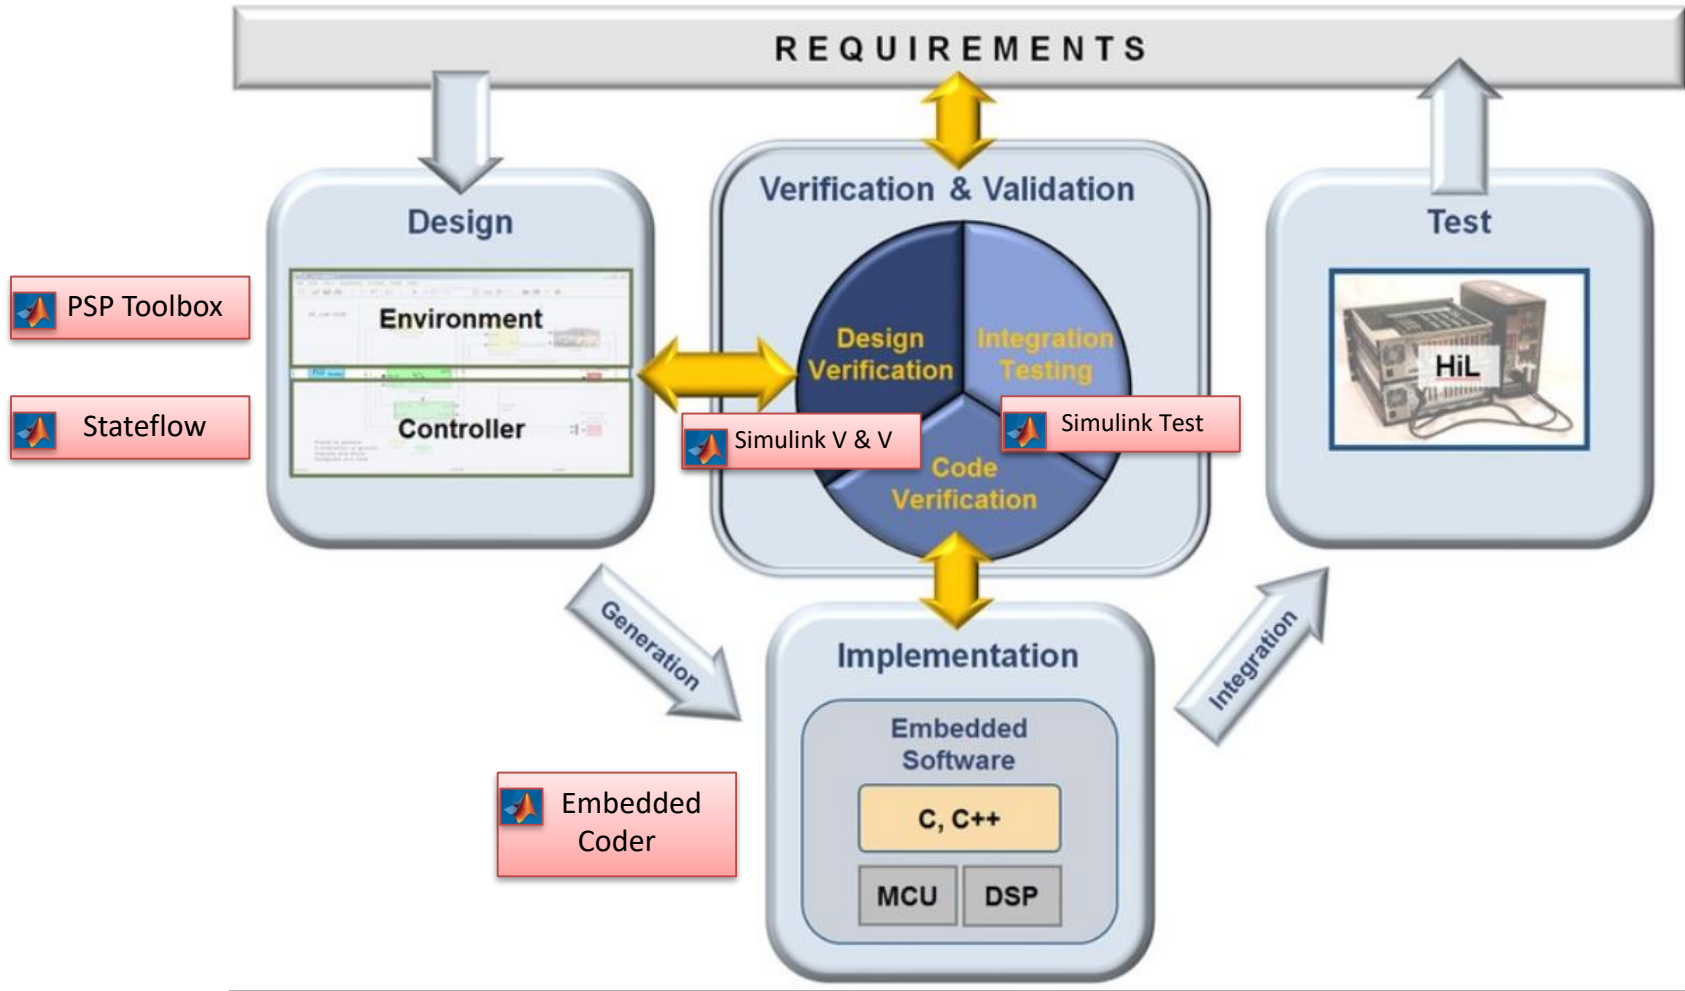 REQUIREMENTS
Verification & Validation
Design
Test
PSP Toolbox
Environment
Design
Verification
Integration
Testing
HiL
Stateflow
Controller
Simulink V & V
Simulink Test
Code
Verification
Generation
Integration
Implementation
Embedded
Software
Embedded
Coder
C, C++
MCU
DSP